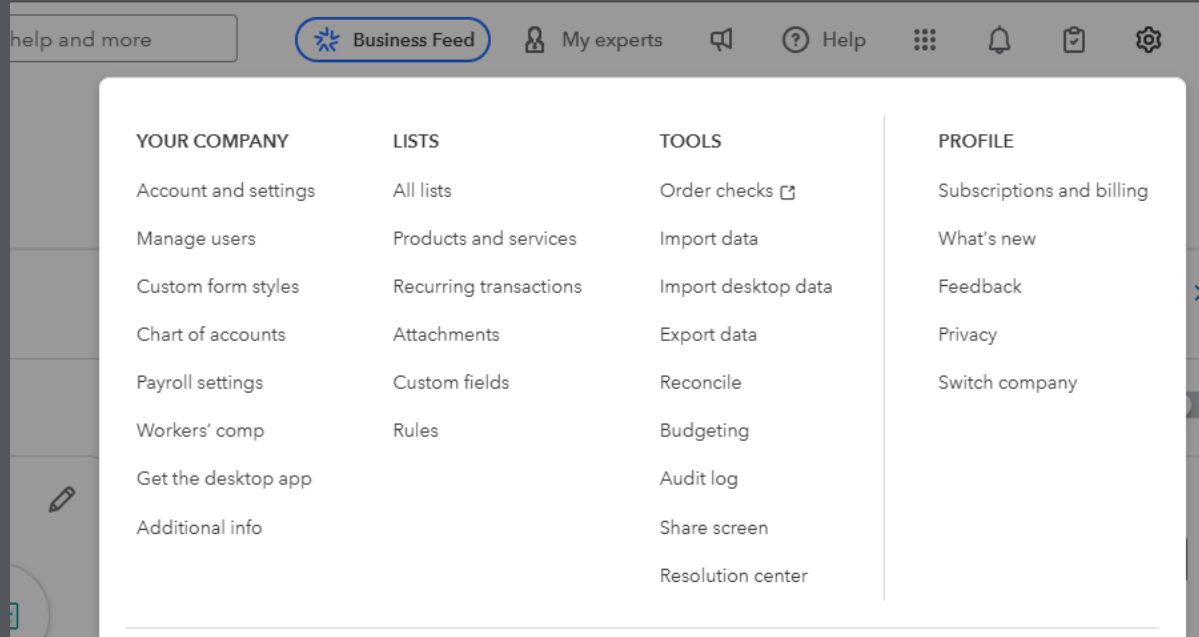 help and more
Business Feed
My experts
Help
YOUR COMPANY
Account and settings
Manage users
Custom form styles
Chart of accounts
Payroll settings
Workers’ comp
Get the desktop app
Additional info
LISTS
All lists
Products and services
Recurring transactions
Attachments
Custom fields
Rules
TOOLS
Order checks
Import data
Import desktop data
Export data
Reconcile
Budgeting
Audit log
Share screen
Resolution center
PROFILE
Subscriptions and billing
What's new
Feedback
Privacy
Switch company